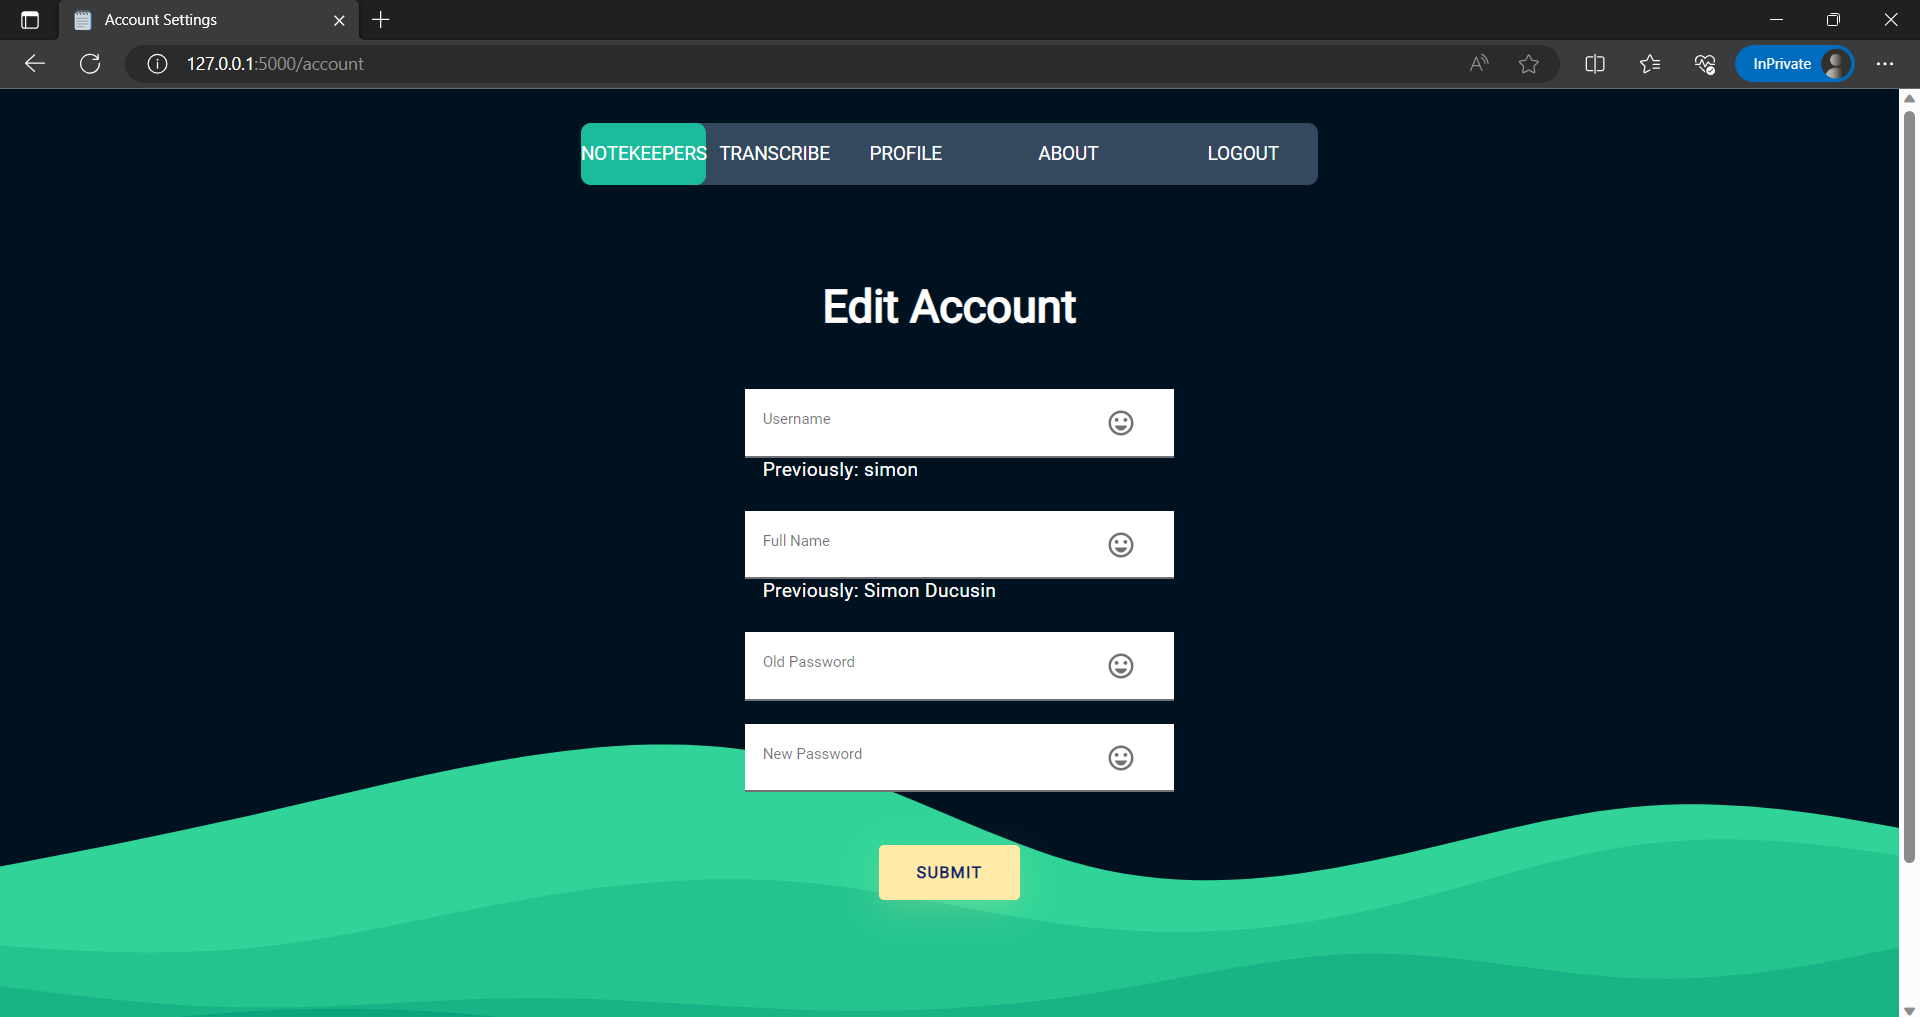 Account Settings
127.0.0.1:5000/account
InPrivate
NOTEKEEPERS TRANSCRIBE PROFILE ABOUT LOGOUT
Edit Account
Username
Previously: simon
Full Name
Previously: Simon Ducusin
Old Password
New Password
SUBMIT